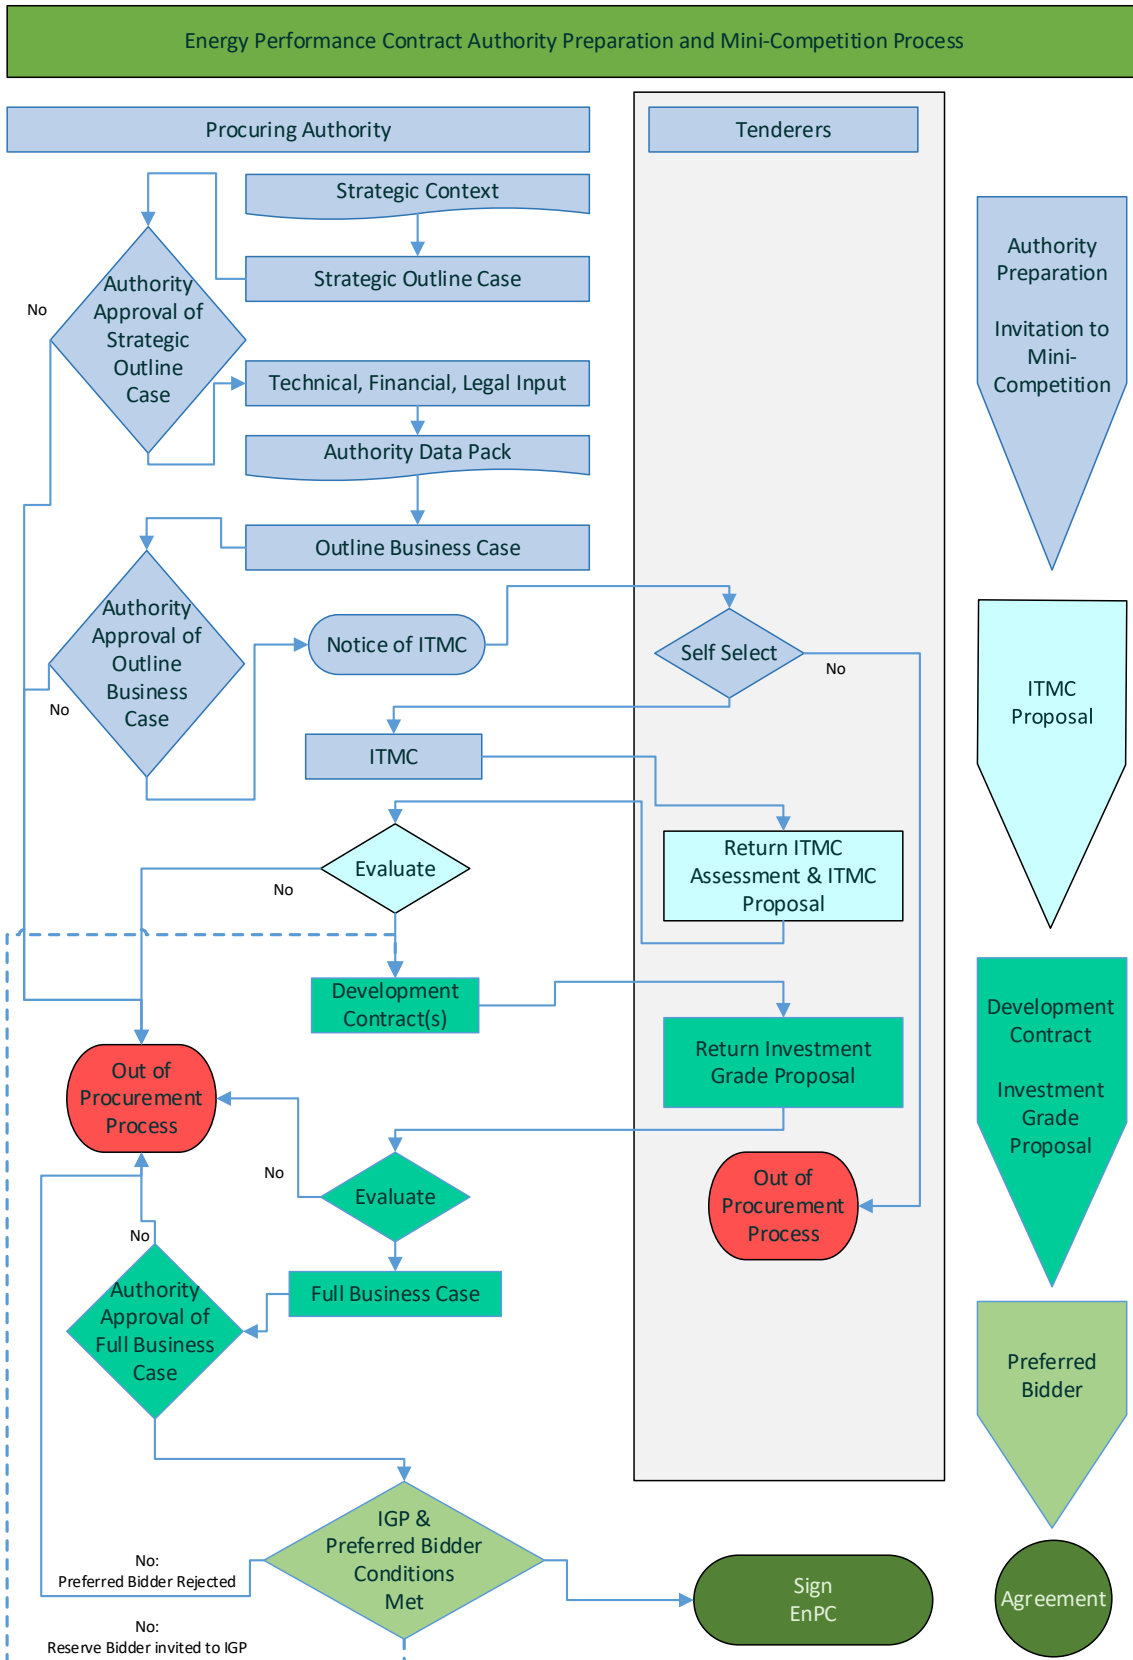 Energy Performance Contract Authority Preparation and Mini-Competition Process
Procuring Authority
Tenderers
Strategic Context
Strategic Outline Case
Authority
Approval of
Strategic
Outline
Case
No
Technical, Financial, Legal Input
Authority Data Pack
Outline Business Case
Authority
Preparation
Invitation to
Mini-
Competition
Authority
Approval of
Outline
Business
Case
No
Notice of ITMC
Self Select
No
ITMC
ITMC
Proposal
Evaluate
No
Return ITMC
Assessment & ITMC
Proposal
Development
Contract(s)
Return Investment
Grade Proposal
Development
Contract
Investment
Grade
Proposal
Out of
Procurement
Process
No
Evaluate
Out of
Procurement
Process
No
Full Business Case
Authority
Approval of
Full Business
Case
Preferred
Bidder
IGP &
Preferred Bidder
Conditions
Met
No:
Preferred Bidder Rejected
No:
Reserve Bidder invited to IGP
Sign
EnPC
Agreement